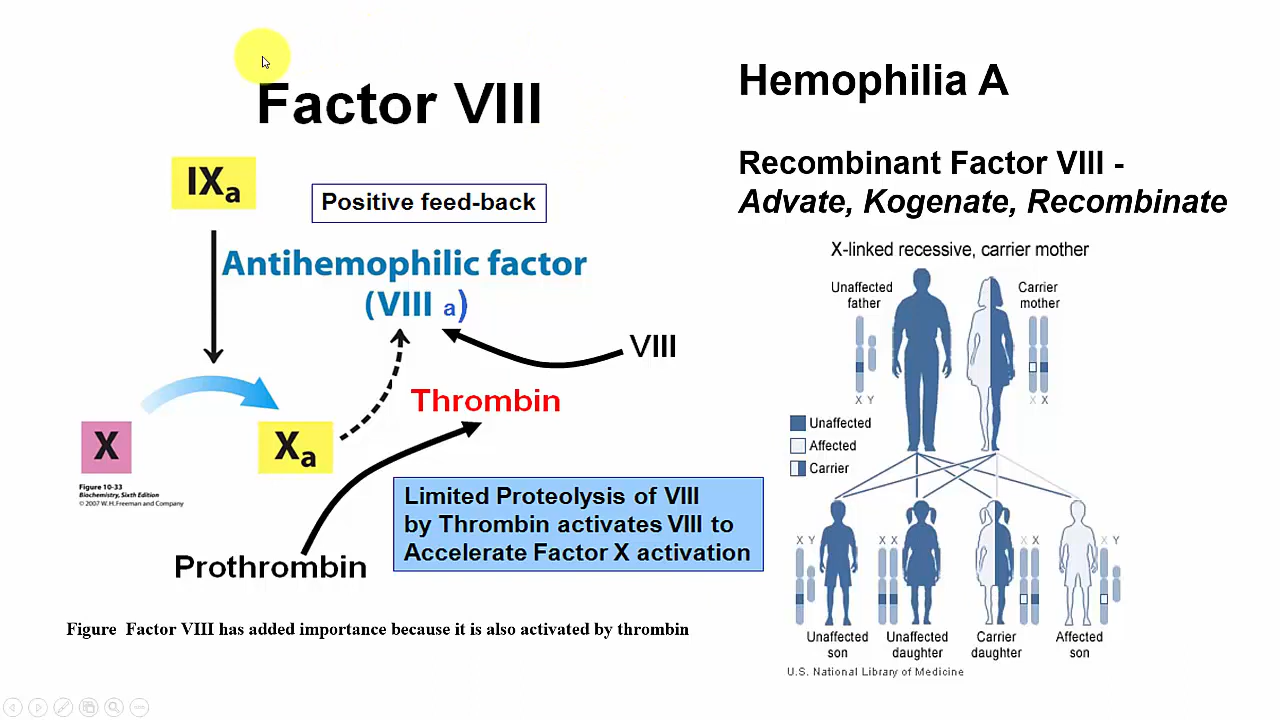 Factor VIII
IXa
Positive feed-back
Antihemophilic factor
(VIII a)
VIII
Thrombin
X
Xa
Figure 10-33
Biochemistry, Sixth Edition
© 2007 W.H. Freeman and Company
Limited Proteolysis of VIII
by Thrombin activates VIII to
Accelerate Factor X activation
Prothrombin
Figure Factor VIII has added importance because it is also activated by thrombin
Hemophilia A
Recombinant Factor VIII -
Advate, Kogenate, Recombinate
X-linked recessive, carrier mother
Unaffected
father
Carrier
mother
X Y
X X
Unaffected
Affected
Carrier
X Y
X X
X X
X Y
Unaffected
son
Unaffected
daughter
Carrier
daughter
Affected
son
U.S. National Library of Medicine